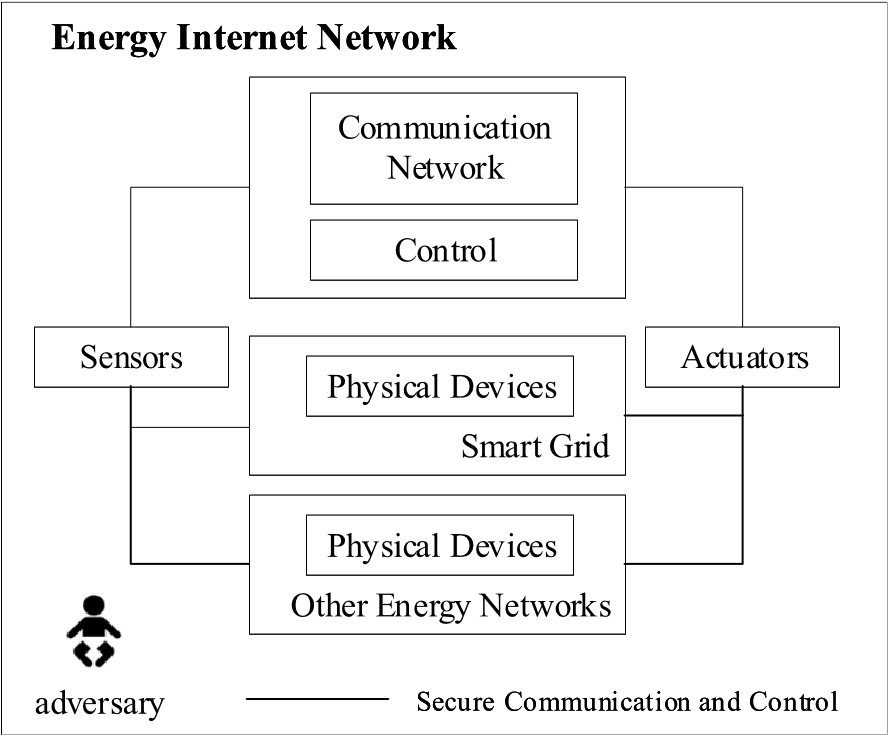 Energy Internet Network
Communication
Network
Control
Sensors
Actuators
Physical Devices
Smart Grid
Physical Devices
Other Energy Networks
adversary
Secure Communication and Control